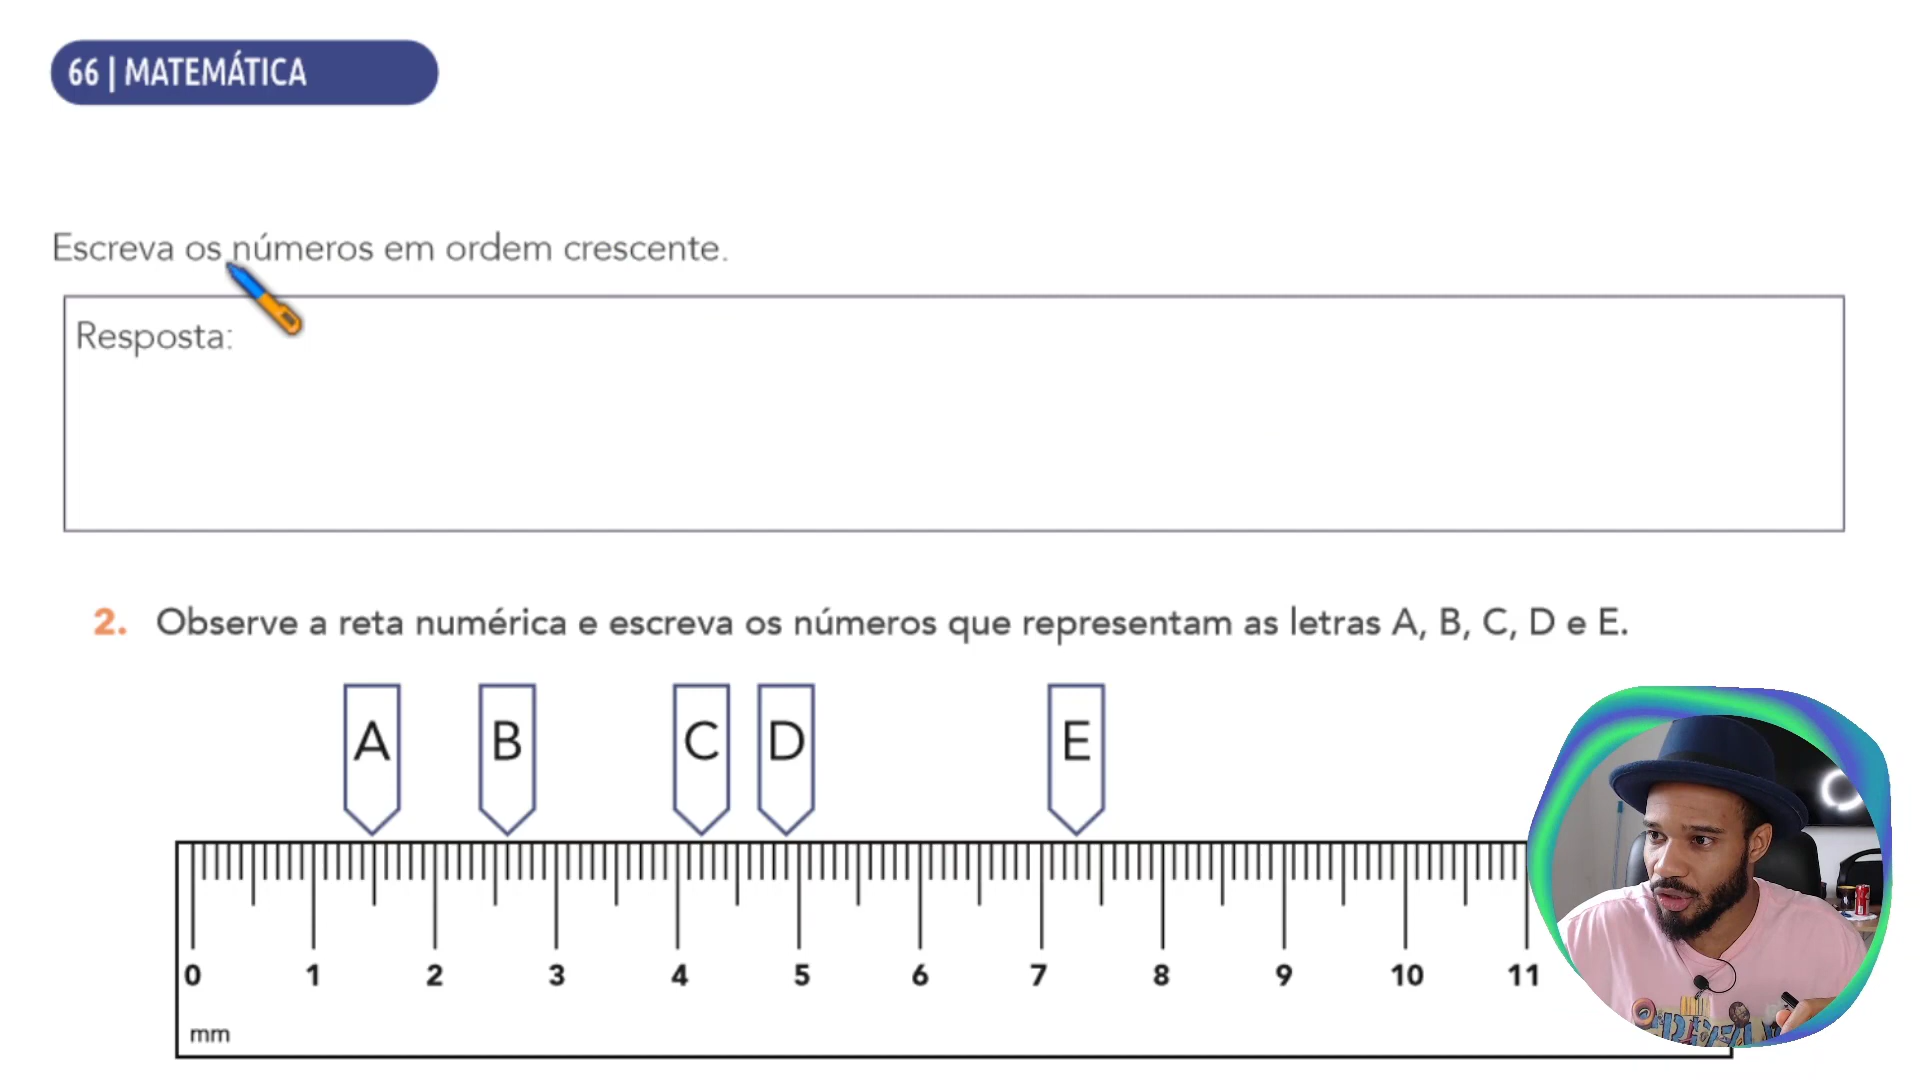 66 | MATEMÁTICA
Escreva os números em ordem crescente.
Resposta:
2. Observe a reta numérica e escreva os números que representam as letras A, B, C, D e E.
A B C D E
0 1 2 3 4 5 6 7 8 9 10 11
mm